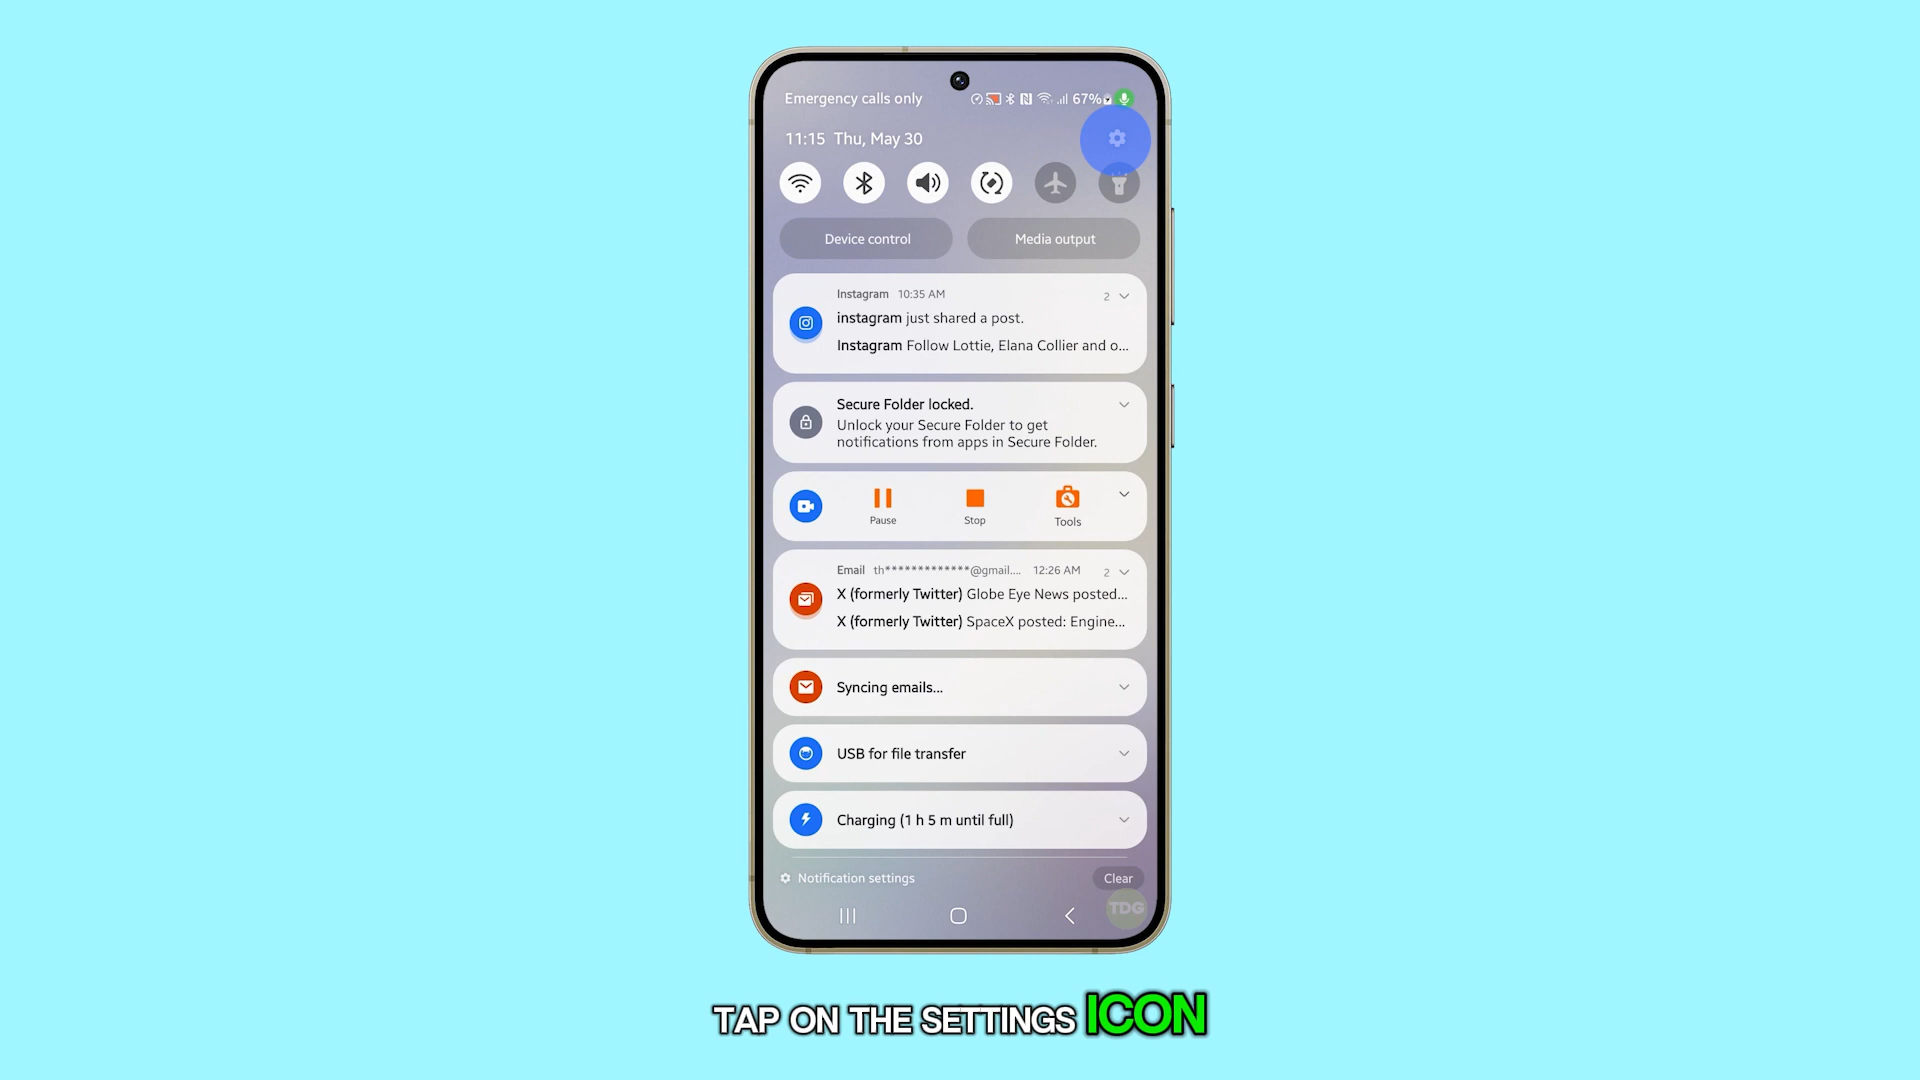 Emergency calls only
67%
11:15 Thu, May 30
Device control
Media output
Instagram 10:35 AM
2
instagram just shared a post.
Instagram Follow Lottie, Elana Collier and o...
Secure Folder locked.
Unlock your Secure Folder to get
notifications from apps in Secure Folder.
Pause
Stop
Tools
Email th*************@gmail.... 12:26 AM
2
X (formerly Twitter) Globe Eye News posted...
X (formerly Twitter) SpaceX posted: Engine...
Syncing emails...
USB for file transfer
Charging (1 h 5 m until full)
Notification settings
Clear
TDG
TAP ON THE SETTINGS ICON